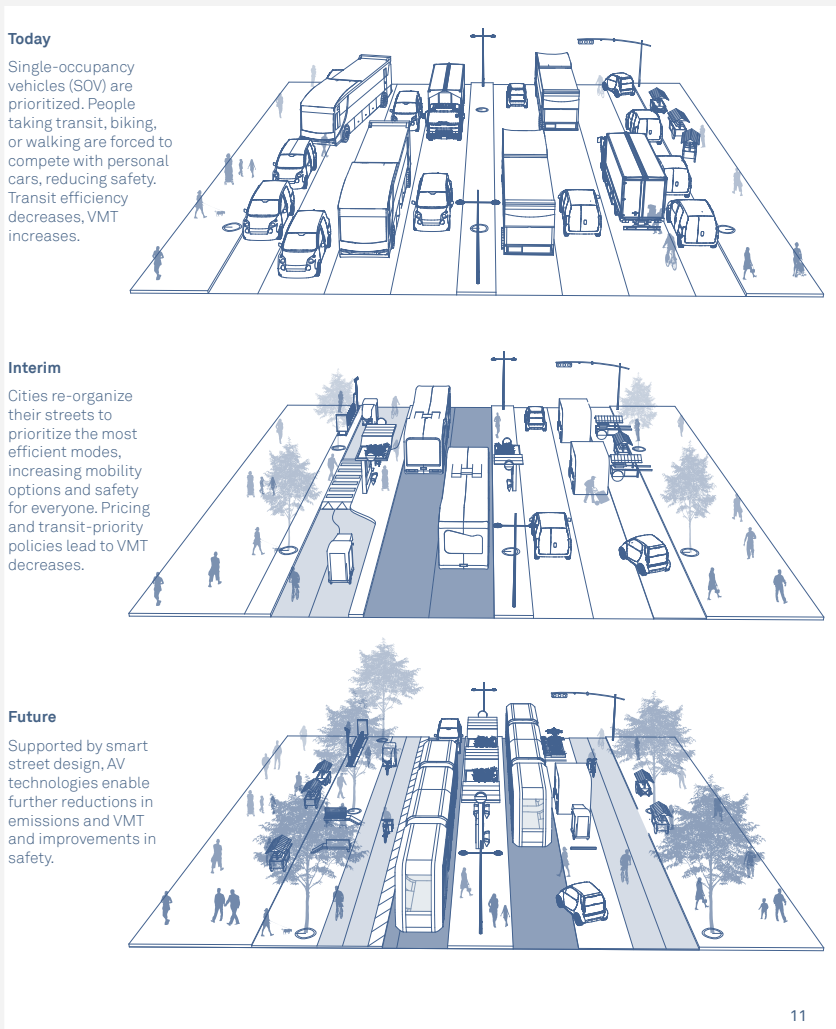 Today
Single-occupancy
vehicles (SOV) are
prioritized. People
taking transit, biking,
or walking are forced to
compete with personal
cars, reducing safety.
Transit efficiency
decreases, VMT
increases.
Interim
Cities re-organize
their streets to
prioritize the most
efficient modes,
increasing mobility
options and safety
for everyone. Pricing
and transit-priority
policies lead to VMT
decreases.
Future
Supported by smart
street design, AV
technologies enable
further reductions in
emissions and VMT
and improvements in
safety.
11